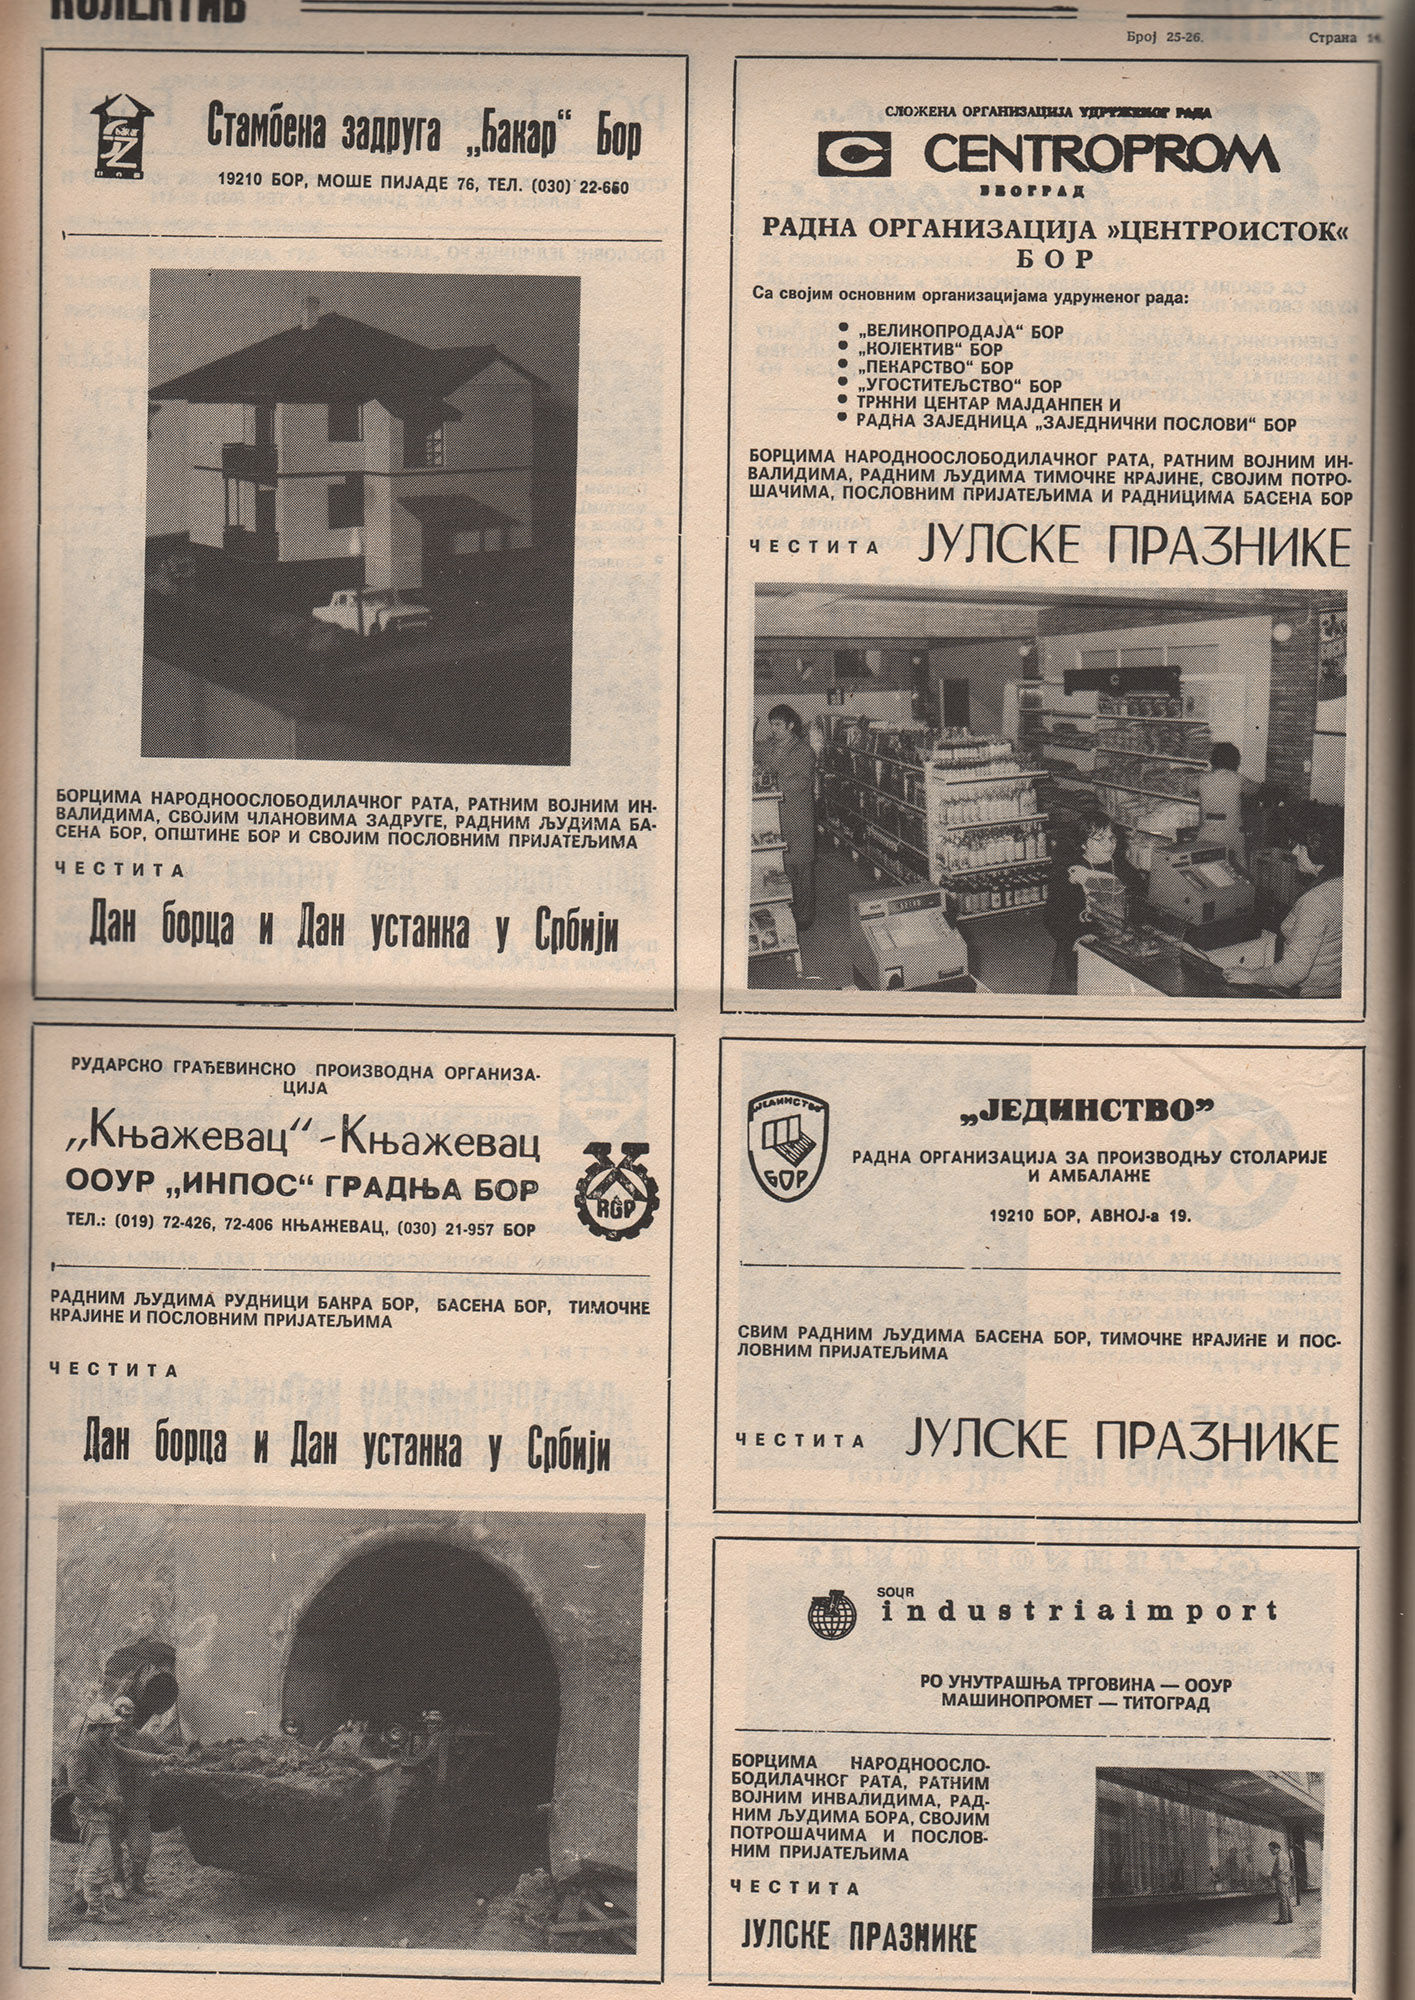 КОЛЕКТИВ
Број 25-26.
Страна
Стамбена задруга „Бакар“ Бор
19210 БОР, МОШЕ ПИЈАДЕ 76, ТЕЛ. (030) 22-650
БОРЦИМА НАРОДНООСЛОБОДИЛАЧКОГ РАТА, РАТНИМ ВОЈНИМ ИН-
ВАЛИДИМА, СВОЈИМ ЧЛАНОВИМА ЗАДРУГЕ, РАДНИМ ЉУДИМА БА-
СЕНА БОР, ОПШТИНЕ БОР И СВОЈИМ ПОСЛОВНИМ ПРИЈАТЕЉИМА
ЧЕСТИТА
Дан борца и Дан устанка у Србији
СЛОЖЕНА ОРГАНИЗАЦИЈА УДРУЖЕНОГ РАДА
CENTROPROM
БЕОГРАД
РАДНА ОРГАНИЗАЦИЈА »ЦЕНТРОИСТОК«
БОР
Са својим основним организацијама удруженог рада:
• „ВЕЛИКОПРОДАЈА“ БОР
• „КОЛЕКТИВ“ БОР
• „ПЕКАРСТВО“ БОР
• „УГОСТИТЕЉСТВО“ БОР
• ТРЖНИ ЦЕНТАР МАЈДАНПЕК И
• РАДНА ЗАЈЕДНИЦА „ЗАЈЕДНИЧКИ ПОСЛОВИ“ БОР
БОРЦИМА НАРОДНООСЛОБОДИЛАЧКОГ РАТА, РАТНИМ ВОЈНИМ ИН-
ВАЛИДИМА, РАДНИМ ЉУДИМА ТИМОЧКЕ КРАЈИНЕ, СВОЈИМ ПОТРО-
ШАЧИМА, ПОСЛОВНИМ ПРИЈАТЕЉИМА И РАДНИЦИМА БАСЕНА БОР
ЧЕСТИТА ЈУЛСКЕ ПРАЗНИКЕ
РУДАРСКО ГРАЂЕВИНСКО ПРОИЗВОДНА ОРГАНИЗА-
ЦИЈА
„Књажевац“ - Књажевац
ООУР „ИНПОС“ ГРАДЊА БОР
ТЕЛ.: (019) 72-426, 72-406 КЊАЖЕВАЦ, (030) 21-957 БОР
RGP
РАДНИМ ЉУДИМА РУДНИЦИ БАКРА БОР, БАСЕНА БОР, ТИМОЧКЕ
КРАЈИНЕ И ПОСЛОВНИМ ПРИЈАТЕЉИМА
ЧЕСТИТА
Дан борца и Дан устанка у Србији
ЈЕДИНСТВО
БОР
„ЈЕДИНСТВО”
РАДНА ОРГАНИЗАЦИЈА ЗА ПРОИЗВОДЊУ СТОЛАРИЈЕ
И АМБАЛАЖЕ
19210 БОР, АВНОЈ-а 19.
СВИМ РАДНИМ ЉУДИМА БАСЕНА БОР, ТИМОЧКЕ КРАЈИНЕ И ПОС-
ЛОВНИМ ПРИЈАТЕЉИМА
ЧЕСТИТА ЈУЛСКЕ ПРАЗНИКЕ
SOUR
industriaimport
РО УНУТРАШЊА ТРГОВИНА — ООУР
МАШИНОПРОМЕТ — ТИТОГРАД
БОРЦИМА НАРОДНООСЛО-
БОДИЛАЧКОГ РАТА, РАТНИМ
ВОЈНИМ ИНВАЛИДИМА, РАД-
НИМ ЉУДИМА БОРА, СВОЈИМ
ПОТРОШАЧИМА И ПОСЛОВ-
НИМ ПРИЈАТЕЉИМА
ЧЕСТИТА
ЈУЛСКЕ ПРАЗНИКЕ